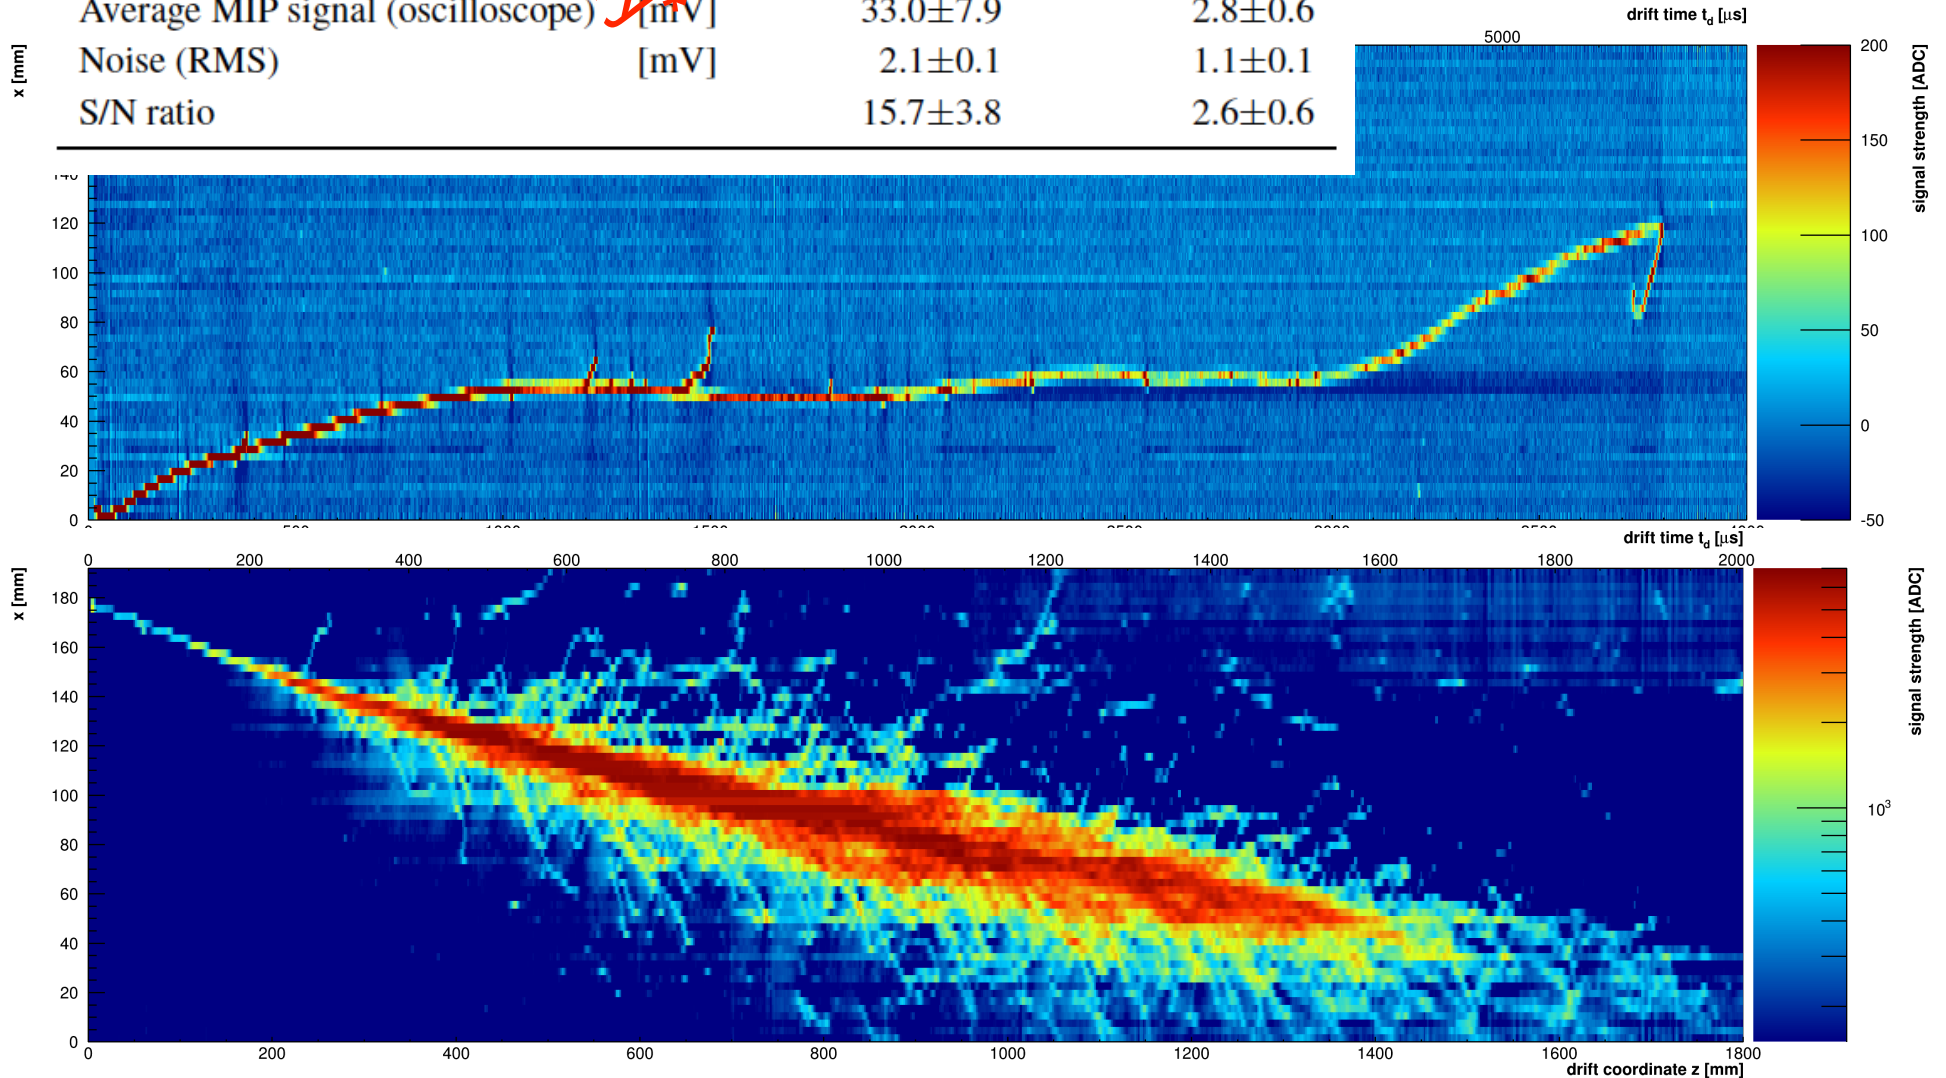 Average MIP signal (oscilloscope) [mV] 33.0±7.9 2.8±0.6
Noise (RMS) [mV] 2.1±0.1 1.1±0.1
S/N ratio 15.7±3.8 2.6±0.6
drift time td [µs]
5000
x [mm]
140
120
100
80
60
40
20
0
200
150
100
50
0
-50
signal strength [ADC]
drift time td [µs]
0 200 400 600 800 1000 1200 1400 1600 1800 2000
x [mm]
180
160
140
120
100
80
60
40
20
0
10³
signal strength [ADC]
0 200 400 600 800 1000 1200 1400 1600 1800
drift coordinate z [mm]